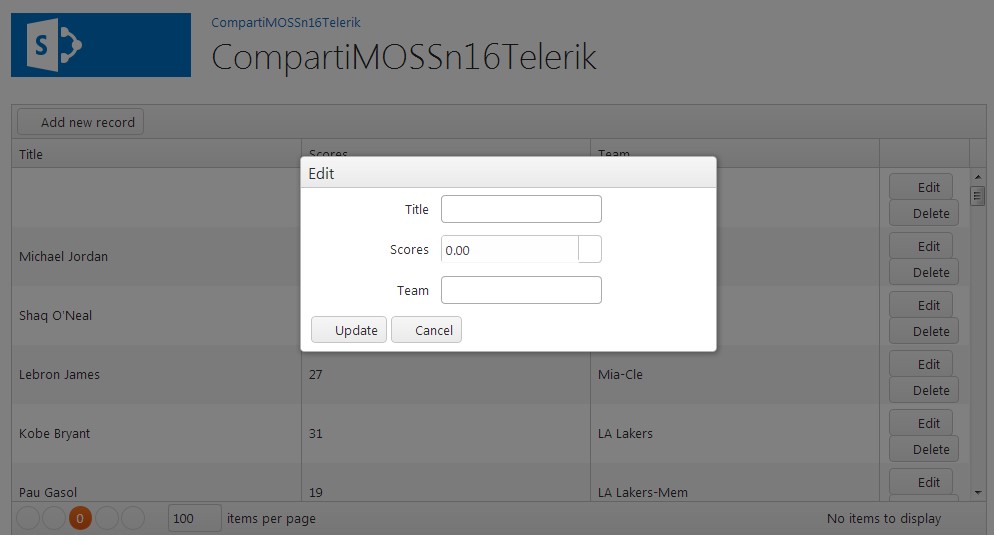 CompartiMOSSn16Telerik
S
CompartiMOSSn16Telerik
Add new record
Title Scores Team
Edit
Delete
Edit
Title
Scores 0.00
Team
Update Cancel
Michael Jordan Edit
Delete
Shaq O'Neal Edit
Delete
Lebron James 27 Mia-Cle Edit
Delete
Kobe Bryant 31 LA Lakers Edit
Delete
Pau Gasol 19 LA Lakers-Mem Edit
0 100 items per page No items to display